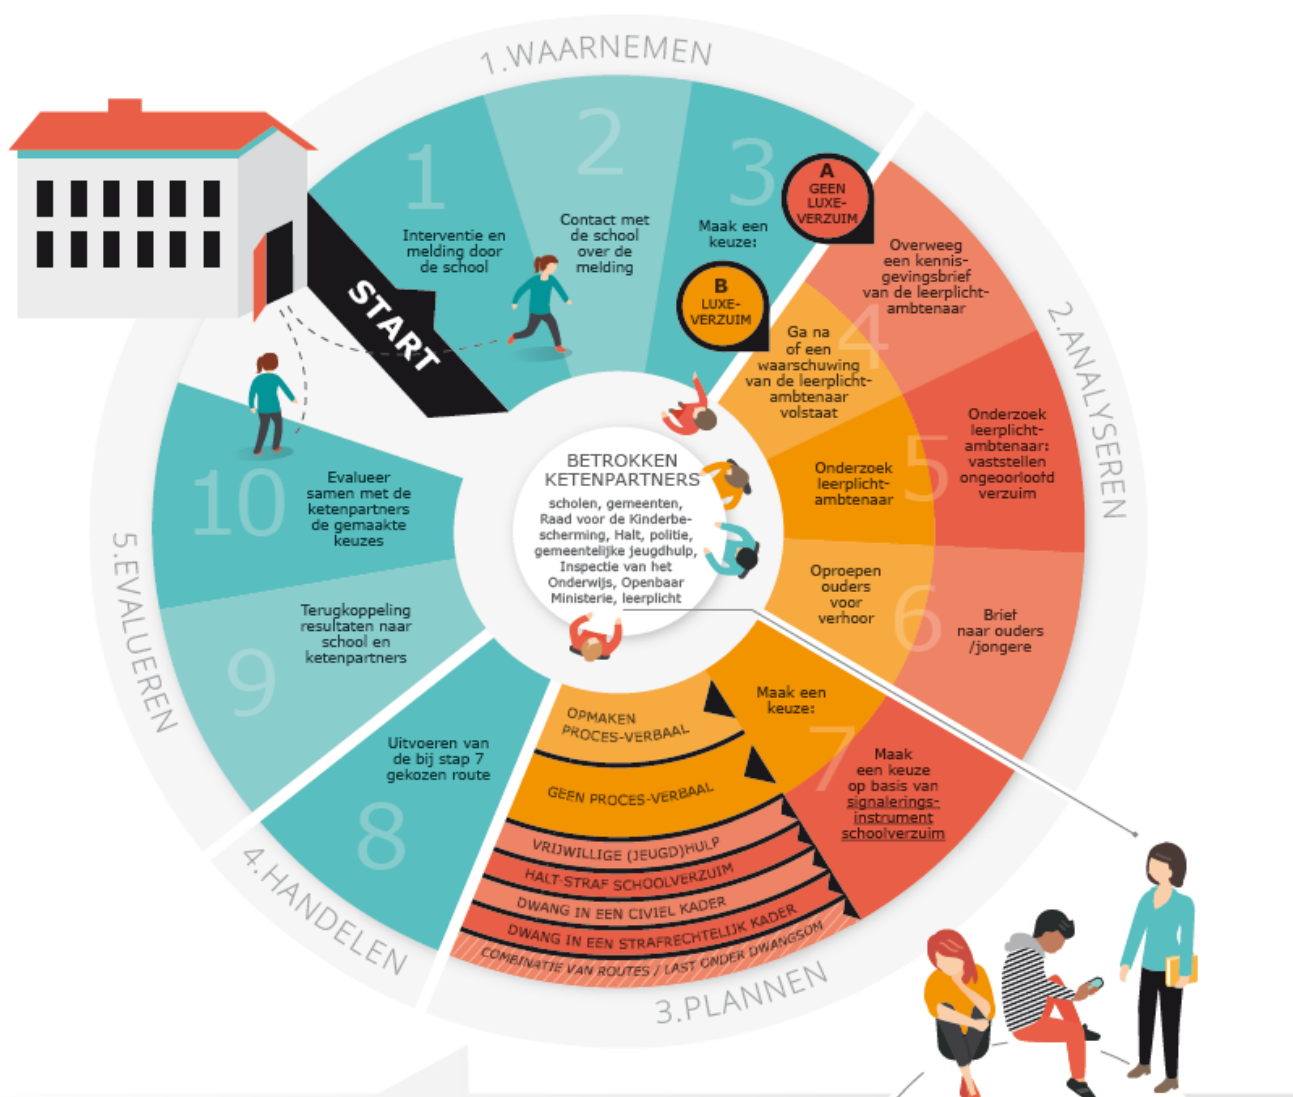 1.WAARNEMEN
START
1
Interventie en
melding door
de school
2
Contact met
de school
over de
melding
3
Maak een
keuze:
A
GEEN
LUXE-
VERZUIM
B
LUXE-
VERZUIM
2.ANALYSEREN
4
Overweeg
een kennis-
gevingsbrief
van de leerplicht-
ambtenaar
Ga na
of een
waarschuwing
van de leerplicht-
ambtenaar
volstaat
5
Onderzoek
leerplicht-
ambtenaar:
vaststellen
ongeoorloofd
verzuim
Onderzoek
leerplicht-
ambtenaar
6
Oproepen
ouders
voor
verhoor
Brief
naar ouders
/jongere
3.PLANNEN
7
Maak een
keuze:
Maak
een keuze
op basis van
signalerings-
instrument
schoolverzuim
OPMAKEN
PROCES-VERBAAL
GEEN PROCES-VERBAAL
VRIJWILLIGE (JEUGD)HULP
HALT-STRAF SCHOOLVERZUIM
DWANG IN EEN CIVIEL KADER
DWANG IN EEN STRAFRECHTELIJK KADER
COMBINATIE VAN ROUTES / LAST ONDER DWANGSOM
4.HANDELEN
8
Uitvoeren van
de bij stap 7
gekozen route
5.EVALUEREN
9
Terugkoppeling
resultaten naar
school en
ketenpartners
10
Evalueer
samen met de
ketenpartners
de gemaakte
keuzes
BETROKKEN
KETENPARTNERS
scholen, gemeenten,
Raad voor de Kinderbe-
scherming, Halt, politie,
gemeentelijke jeugdhulp,
Inspectie van het
Onderwijs, Openbaar
Ministerie, leerplicht